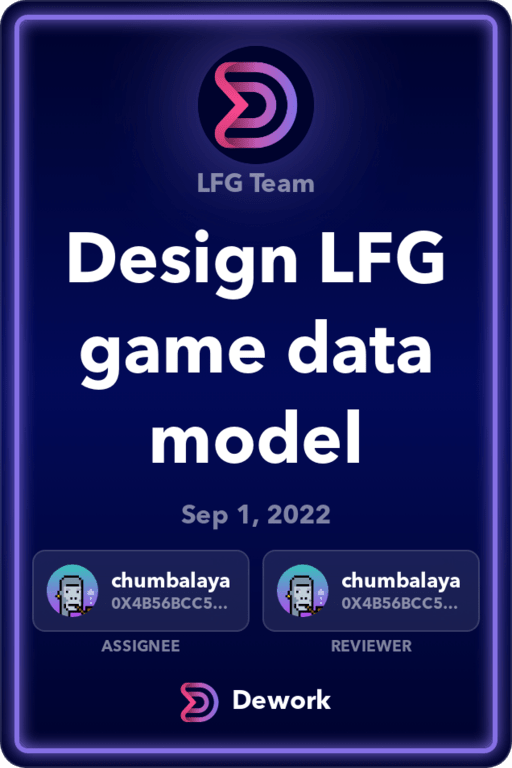 LFG Team
Design LFG
game data
model
Sep 1, 2022
chumbalaya
0X4B56BCC5...
ASSIGNEE
chumbalaya
0X4B56BCC5...
REVIEWER
Dework